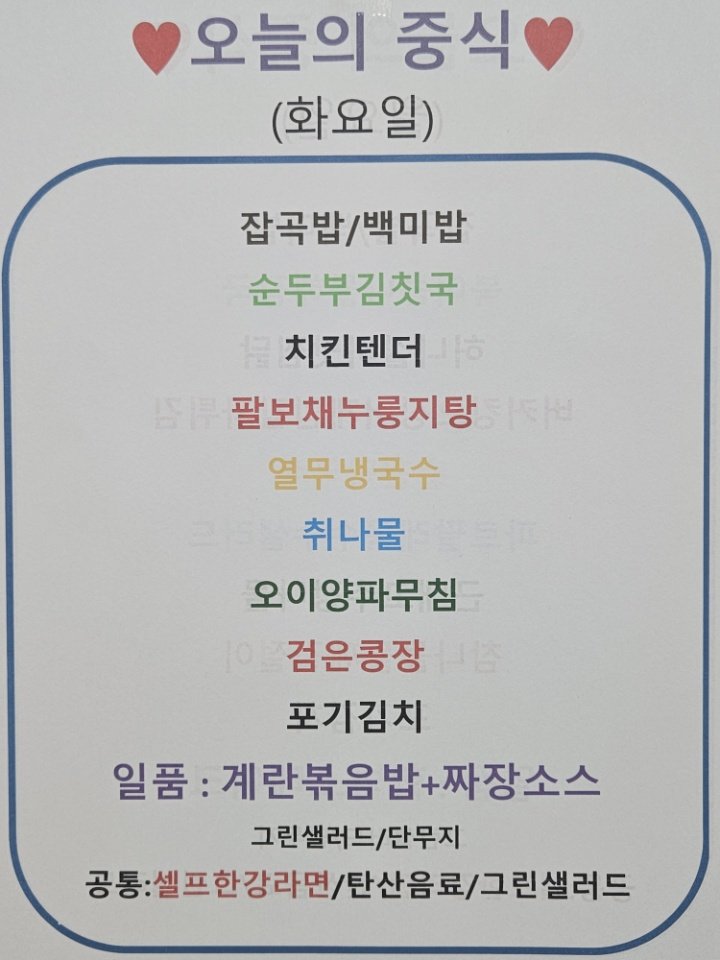 ♥오늘의 중식♥
(화요일)
잡곡밥/백미밥
순두부김칫국
치킨텐더
팔보채누룽지탕
열무냉국수
취나물
오이양파무침
검은콩장
포기김치
일품 : 계란볶음밥+짜장소스
그린샐러드/단무지
공통:셀프한강라면/탄산음료/그린샐러드